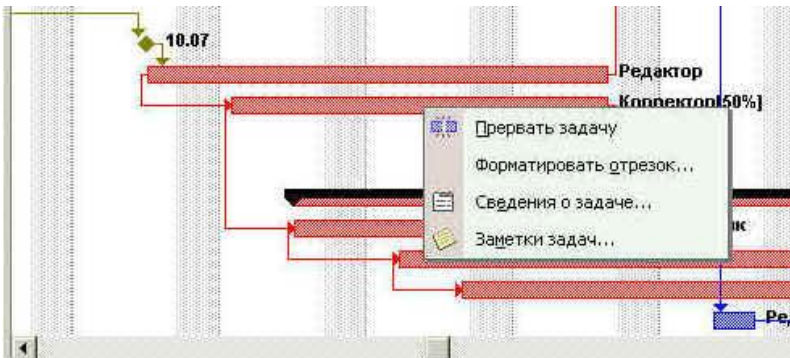 10.07
Редактор
Корректор[50%]
Прервать задачу
Форматировать отрезок...
Сведения о задаче...
Заметки задач...